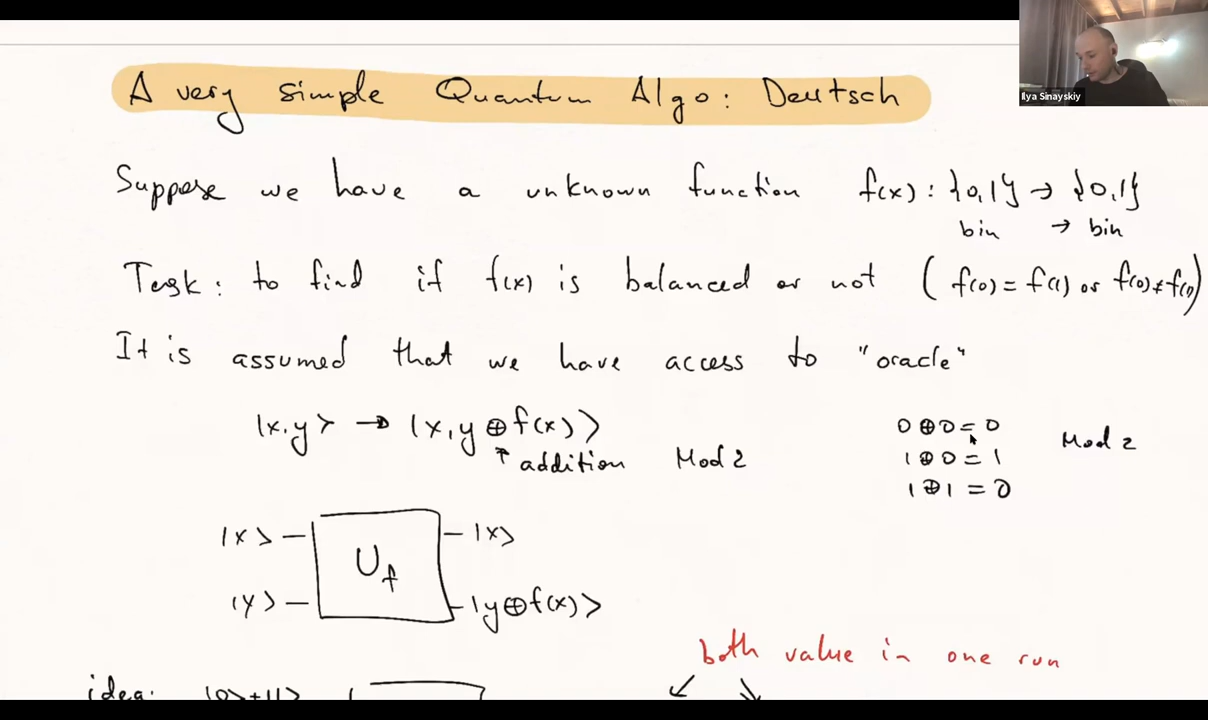 Ilya Sinayskiy
A very simple Quantum Algo: Deutsch
Suppose we have a unknown function f(x): {0,1} → {0,1}
bin → bin
Task: to find if f(x) is balanced or not (f(0) = f(1) or f(0) ≠ f(1))
It is assumed that we have access to "oracle"
|x,y> → |x,y ⊕ f(x)>
↑ addition Mod 2
0 ⊕ 0 = 0
1 ⊕ 0 = 1 Mod 2
1 ⊕ 1 = 0
|x> – U_f – |x>
|y> – – |y ⊕ f(x)>
both value in one run
idea: |0>+|1>